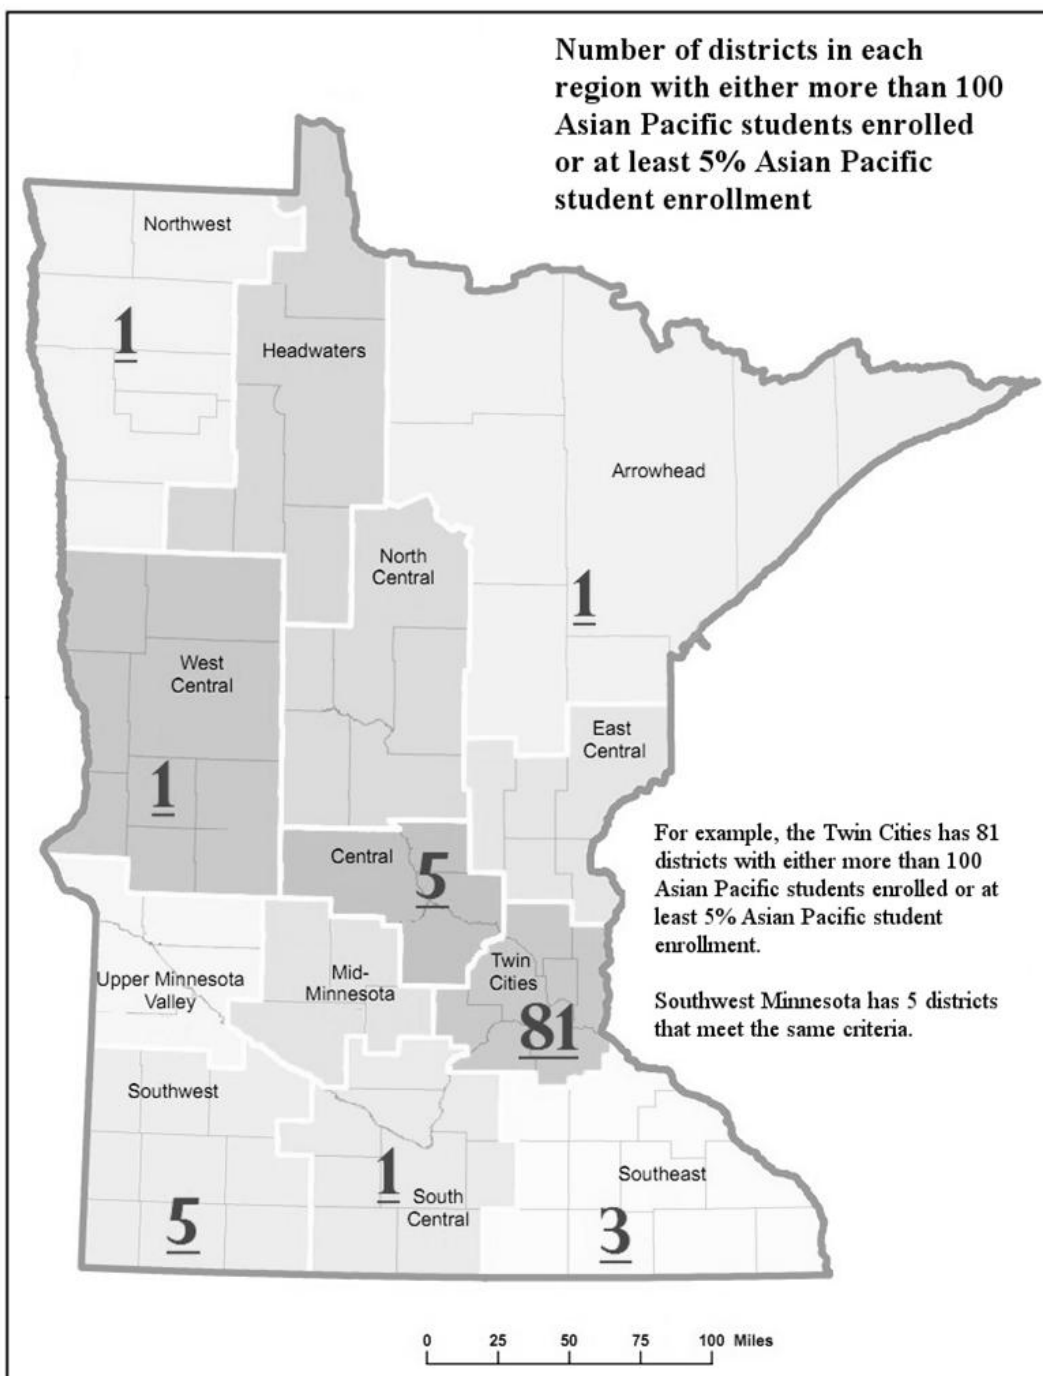 Number of districts in each
region with either more than 100
Asian Pacific students enrolled
or at least 5% Asian Pacific
student enrollment
Northwest
1
Headwaters
Arrowhead
North
Central
1
West
Central
East
Central
1
Central
5
For example, the Twin Cities has 81
districts with either more than 100
Asian Pacific students enrolled or at
least 5% Asian Pacific student
enrollment.
Twin
Cities
Mid-
Minnesota
Upper Minnesota
Valley
81
Southwest Minnesota has 5 districts
that meet the same criteria.
Southwest
1
Southeast
South
Central
5
3
0 25 50 75 100 Miles